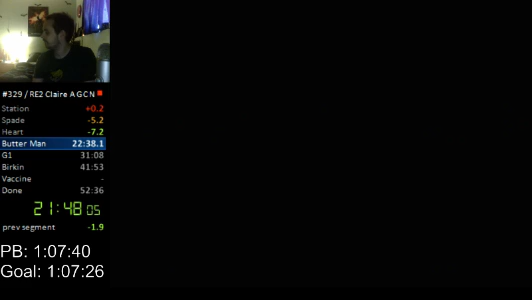 #329 / RE2 Claire A G C N
Station +0.2
Spade -5.2
Heart -7.2
Butter Man 22:38.1
G1 31:08
Birkin 41:53
Vaccine -
Done 52:36
21:48 05
prev segment -1.9
PB: 1:07:40
Goal: 1:07:26